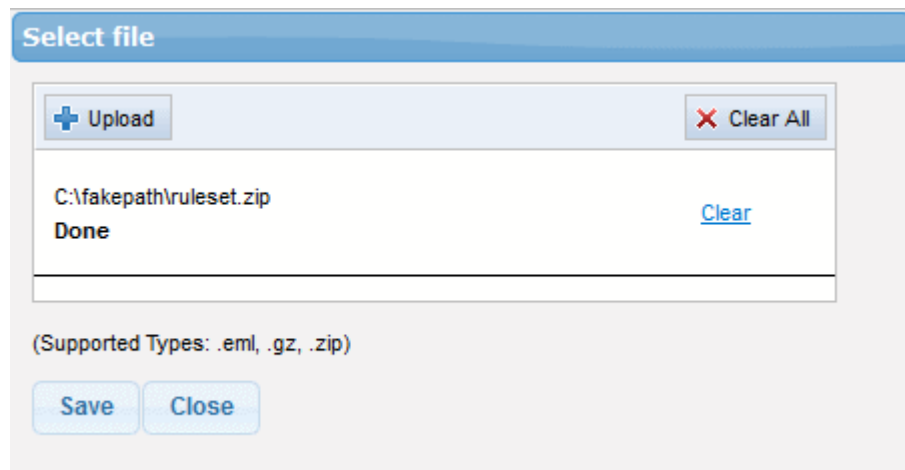 Select file
Upload
Clear All
C:\fakepath\ruleset.zip
Clear
Done
(Supported Types: .eml, .gz, .zip)
Save
Close